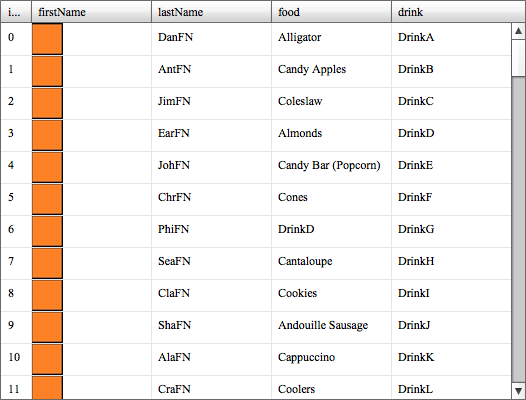 i... firstName lastName food drink
0 DanFN Alligator DrinkA
1 AntFN Candy Apples DrinkB
2 JimFN Coleslaw DrinkC
3 EarFN Almonds DrinkD
4 JohFN Candy Bar (Popcorn) DrinkE
5 ChrFN Cones DrinkF
6 PhiFN DrinkD DrinkG
7 SeaFN Cantaloupe DrinkH
8 ClaFN Cookies DrinkI
9 ShaFN Andouille Sausage DrinkJ
10 AlaFN Cappuccino DrinkK
11 CraFN Coolers DrinkL